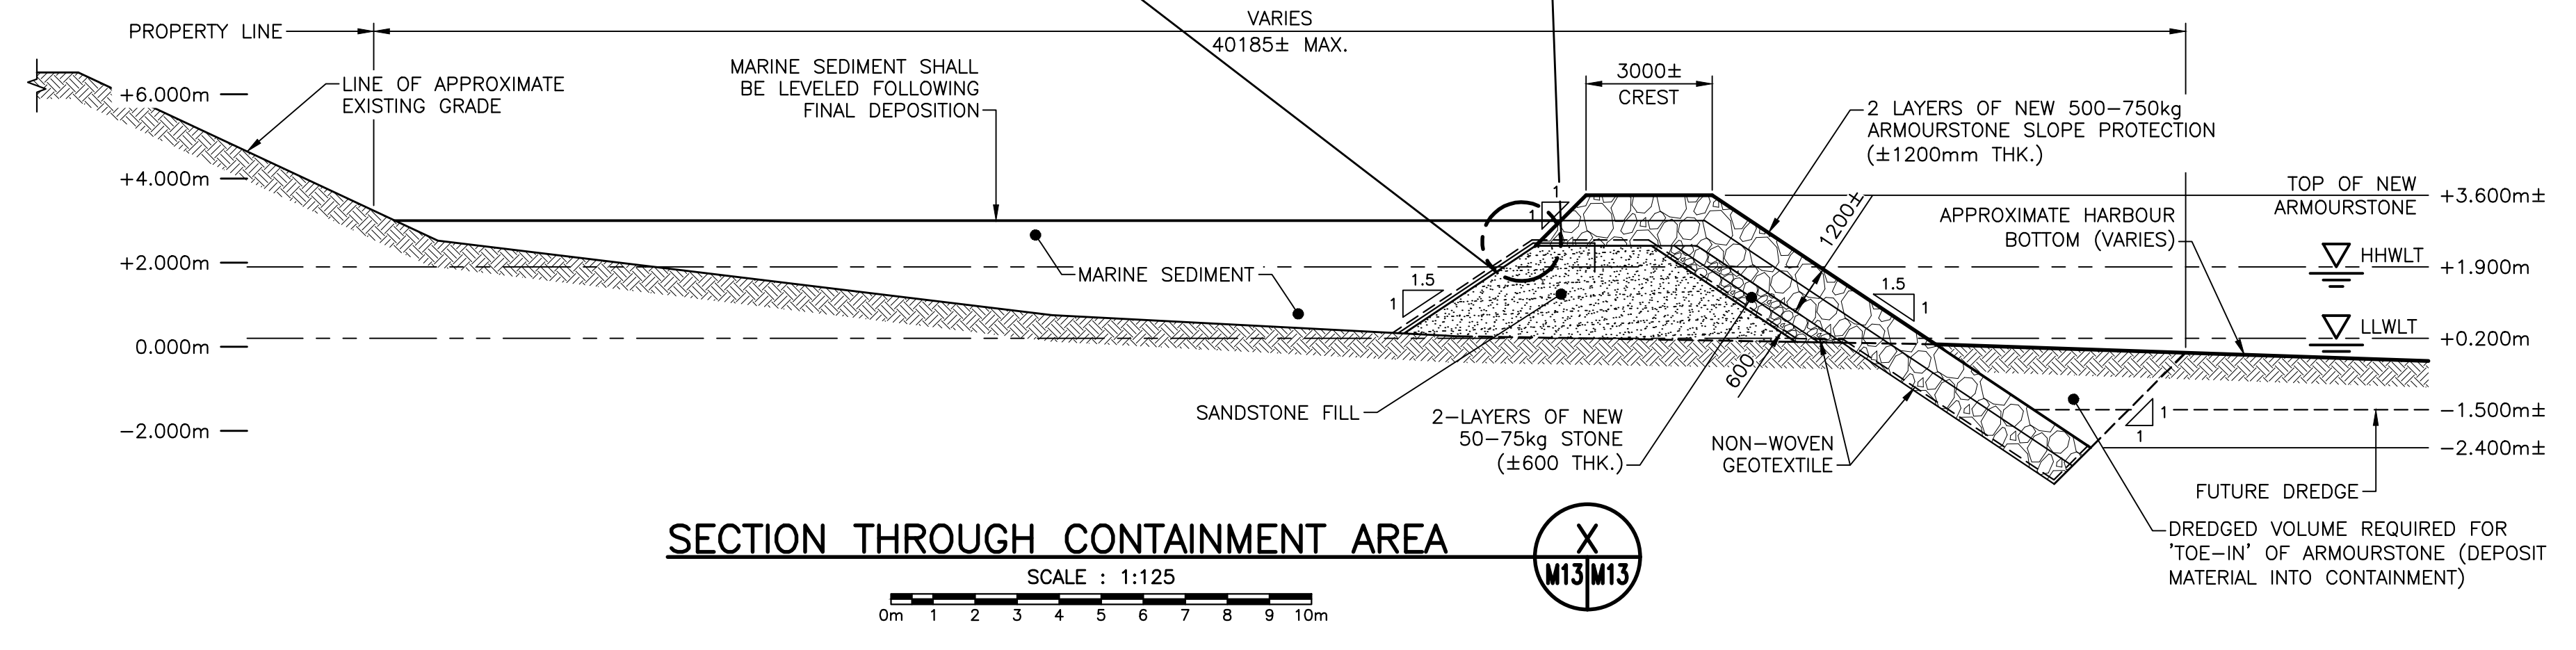 PROPERTY LINE
VARIES
40185± MAX.
LINE OF APPROXIMATE
EXISTING GRADE
MARINE SEDIMENT SHALL
BE LEVELED FOLLOWING
FINAL DEPOSITION
3000±
CREST
2 LAYERS OF NEW 500-750kg
ARMOURSTONE SLOPE PROTECTION
(±1200mm THK.)
+6.000m
+4.000m
+2.000m
0.000m
-2.000m
TOP OF NEW
ARMOURSTONE
+3.600m±
APPROXIMATE HARBOUR
BOTTOM (VARIES)
HHWLT
+1.900m
LLWLT
+0.200m
-1.500m±
-2.400m±
1
1
1200±
MARINE SEDIMENT
1.5
1
1.5
1
600
1
1
SANDSTONE FILL
2-LAYERS OF NEW
50-75kg STONE
(±600 THK.)
NON-WOVEN
GEOTEXTILE
FUTURE DREDGE
DREDGED VOLUME REQUIRED FOR
'TOE-IN' OF ARMOURSTONE (DEPOSIT
MATERIAL INTO CONTAINMENT)
SECTION THROUGH CONTAINMENT AREA
X
M13 M13
SCALE : 1:125
0m 1 2 3 4 5 6 7 8 9 10m